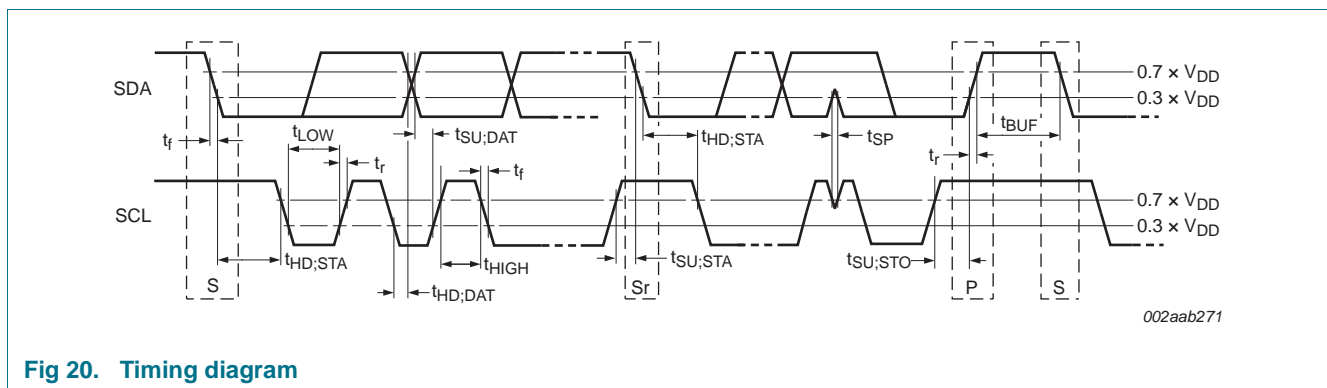 0.7 × VDD
SDA
0.3 × VDD
tLOW
tSU;DAT
tHD;STA
tSP
tBUF
tf
tr
tf
tr
0.7 × VDD
SCL
0.3 × VDD
tHD;STA
tHIGH
tSU;STA
tSU;STO
S
tHD;DAT
Sr
P
S
002aab271
Fig 20. Timing diagram